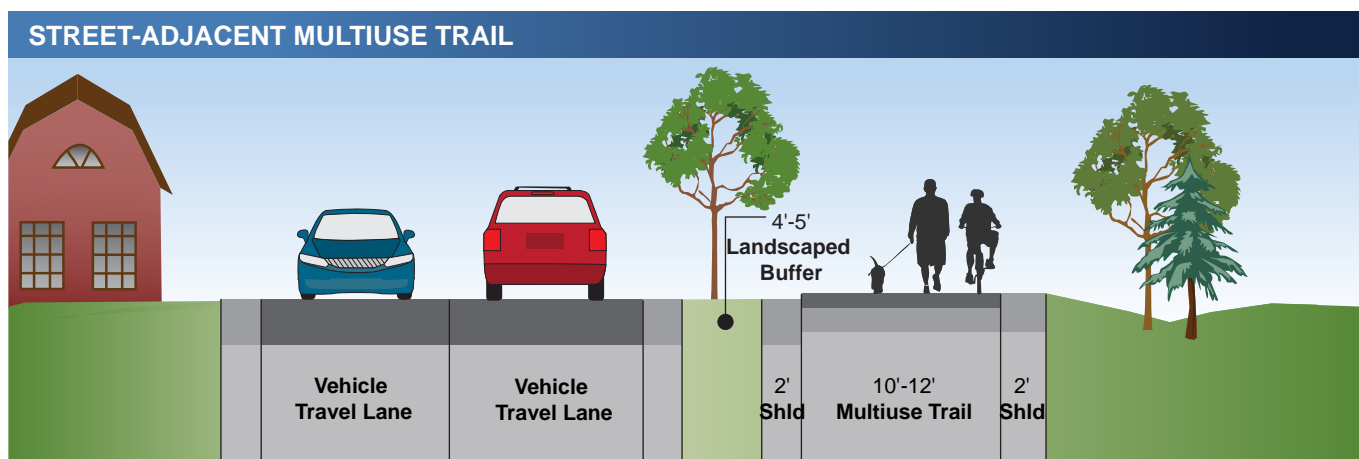 STREET-ADJACENT MULTIUSE TRAIL
4'-5'
Landscaped
Buffer
Vehicle
Travel Lane
Vehicle
Travel Lane
2'
Shld
10'-12'
Multiuse Trail
2'
Shld